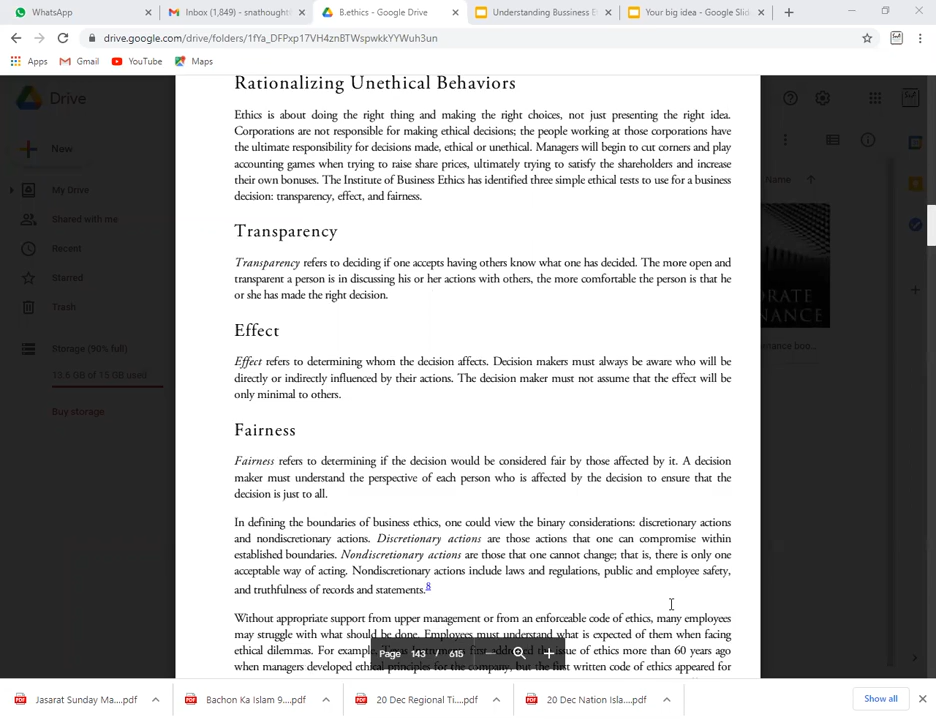 WhatsApp
Inbox (1,849) - snathought
B.ethics - Google Drive
Understanding Bussiness E
Your big idea - Google Slid
drive.google.com/drive/folders/1fYa_DFPxp17VH4znBTWspwkkYYWuh3un
Apps
Gmail
YouTube
Maps
Drive
New
My Drive
Shared with me
Recent
Starred
Trash
Storage (90% full)
13.6 GB of 15 GB used
Buy storage
Name
Rationalizing Unethical Behaviors
Ethics is about doing the right thing and making the right choices, not just presenting the right idea.
Corporations are not responsible for making ethical decisions; the people working at those corporations have
the ultimate responsibility for decisions made, ethical or unethical. Managers will begin to cut corners and play
accounting games when trying to raise share prices, ultimately trying to satisfy the shareholders and increase
their own bonuses. The Institute of Business Ethics has identified three simple ethical tests to use for a business
decision: transparency, effect, and fairness.
Transparency
Transparency refers to deciding if one accepts having others know what one has decided. The more open and
transparent a person is in discussing his or her actions with others, the more comfortable the person is that he
or she has made the right decision.
Effect
Effect refers to determining whom the decision affects. Decision makers must always be aware who will be
directly or indirectly influenced by their actions. The decision maker must not assume that the effect will be
only minimal to others.
Fairness
Fairness refers to determining if the decision would be considered fair by those affected by it. A decision
maker must understand the perspective of each person who is affected by the decision to ensure that the
decision is just to all.
In defining the boundaries of business ethics, one could view the binary considerations: discretionary actions
and nondiscretionary actions. Discretionary actions are those actions that one can compromise within
established boundaries. Nondiscretionary actions are those that one cannot change; that is, there is only one
acceptable way of acting. Nondiscretionary actions include laws and regulations, public and employee safety,
and truthfulness of records and statements.8
Without appropriate support from upper management or from an enforceable code of ethics, many employees
may struggle with what should be done. Employees must understand what is expected of them when facing
ethical dilemmas. For example, issue of ethics more than 60 years ago
when managers developed ethical principles for the company, but the first written code of ethics appeared for
Page 143 / 615
ORATE
NANCE
nance boo...
Jasarat Sunday Ma....pdf
Bachon Ka Islam 9....pdf
20 Dec Regional Ti....pdf
20 Dec Nation Isla....pdf
Show all